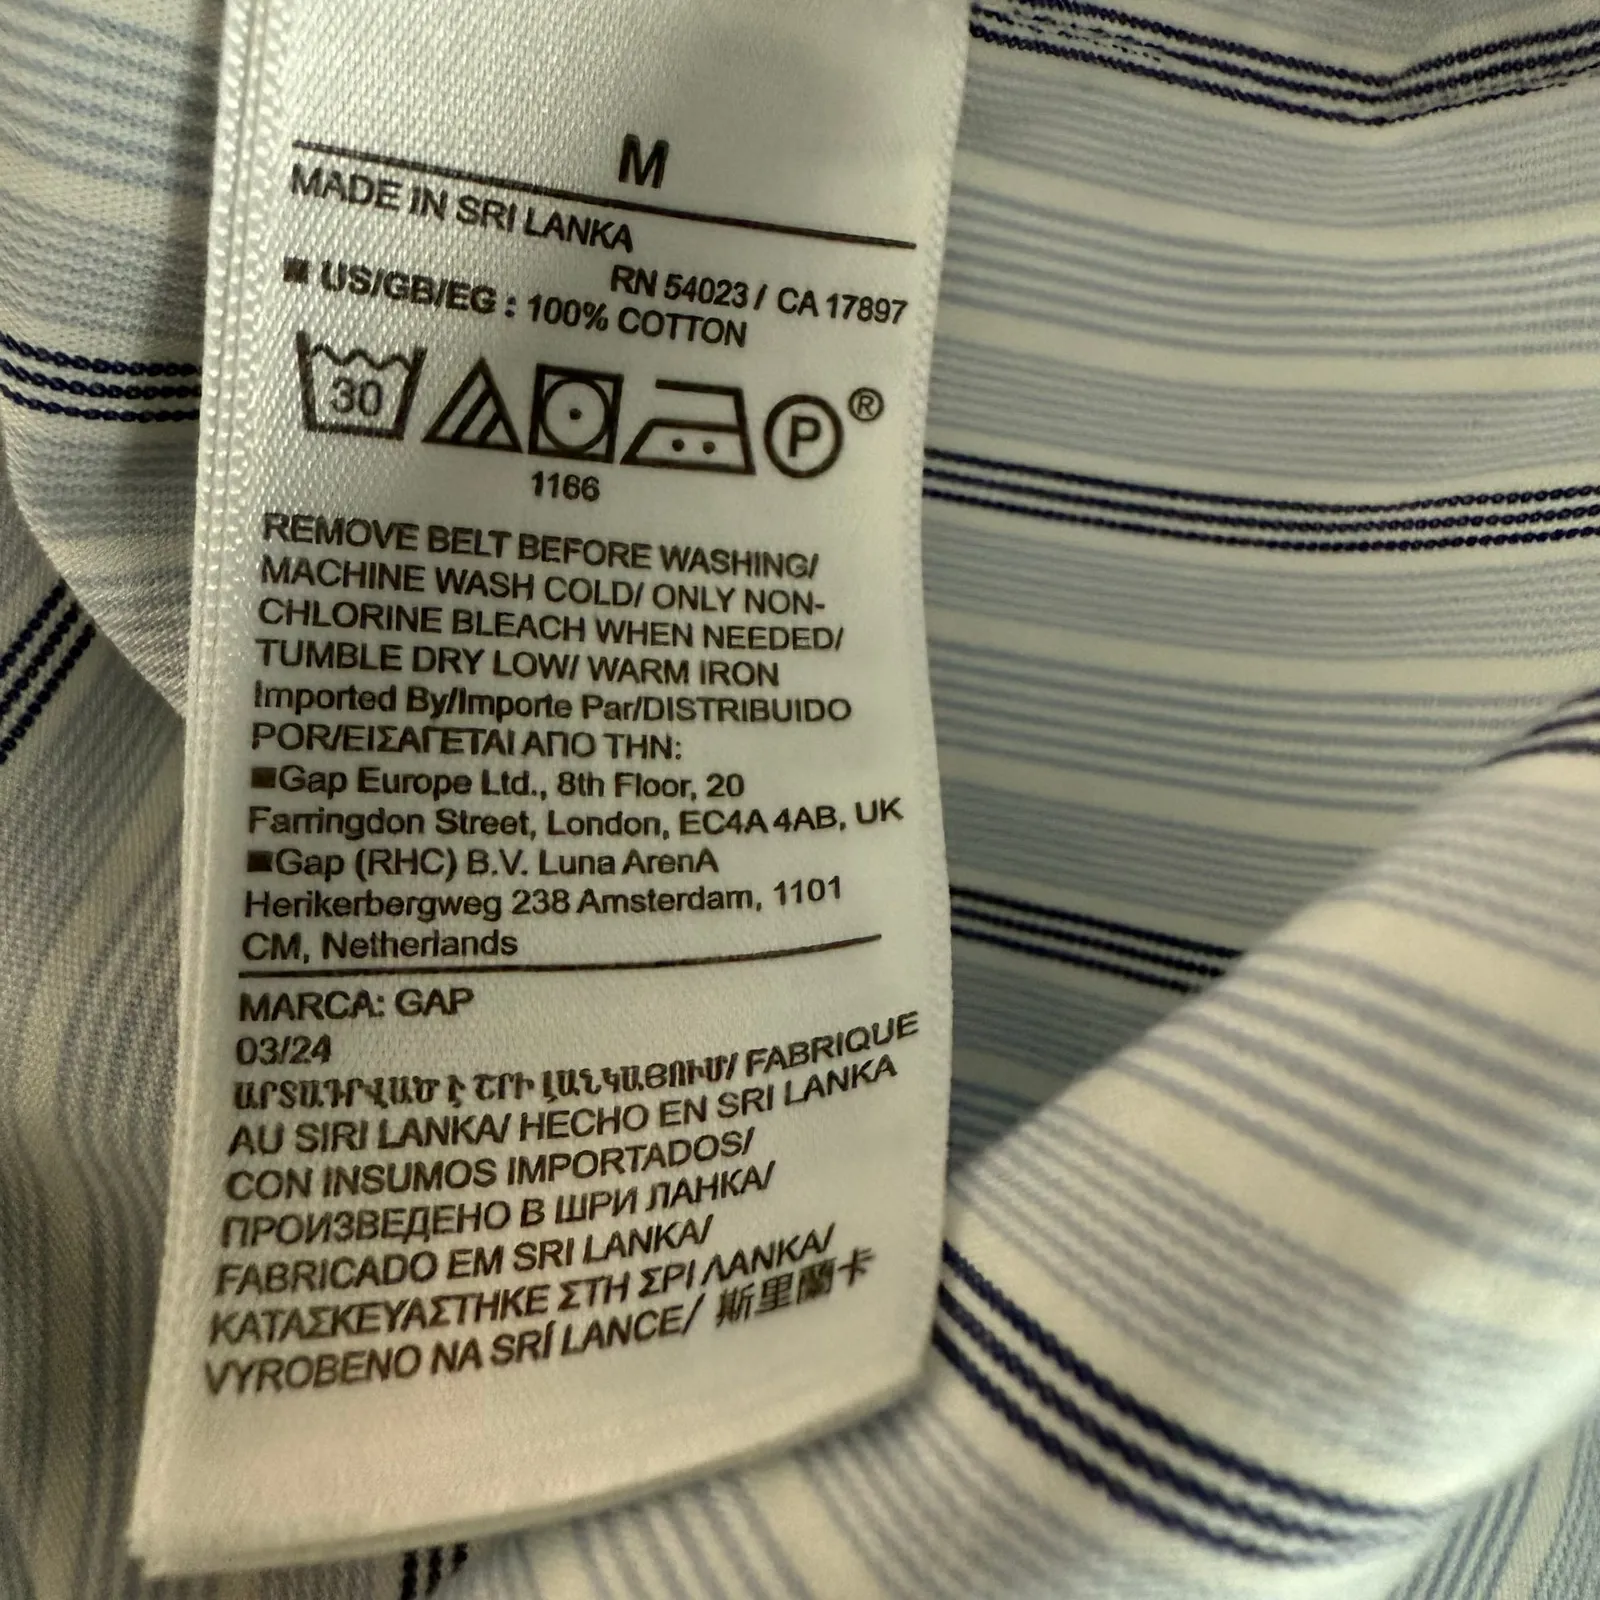 M
MADE IN SRI LANKA
RN 54023 / CA 17897
US/GB/EG : 100% COTTON
30
P ®
1166
REMOVE BELT BEFORE WASHING/
MACHINE WASH COLD/ ONLY NON-
CHLORINE BLEACH WHEN NEEDED/
TUMBLE DRY LOW/ WARM IRON
Imported By/Importe Par/DISTRIBUIDO
POR/ΕΙΣΑΓΕΤΑΙ ΑΠΟ ΤΗΝ:
■Gap Europe Ltd., 8th Floor, 20
Farringdon Street, London, EC4A 4AB, UK
■Gap (RHC) B.V. Luna ArenA
Herikerbergweg 238 Amsterdam, 1101
CM, Netherlands
MARCA: GAP
03/24
ԱՐՏԱԴՐՎԱԾ Է ՇՐԻ ԼԱՆԿԱՅՈՒՄ/ FABRIQUE
AU SIRI LANKA/ HECHO EN SRI LANKA
CON INSUMOS IMPORTADOS/
ПРОИЗВЕДЕНО В ШРИ ЛАНКА/
FABRICADO EM SRI LANKA/
ΚΑΤΑΣΚΕΥΑΣΤΗΚΕ ΣΤΗ ΣΡΙ ΛΑΝΚΑ/
VYROBENO NA SRÍ LANCE/ 斯里蘭卡